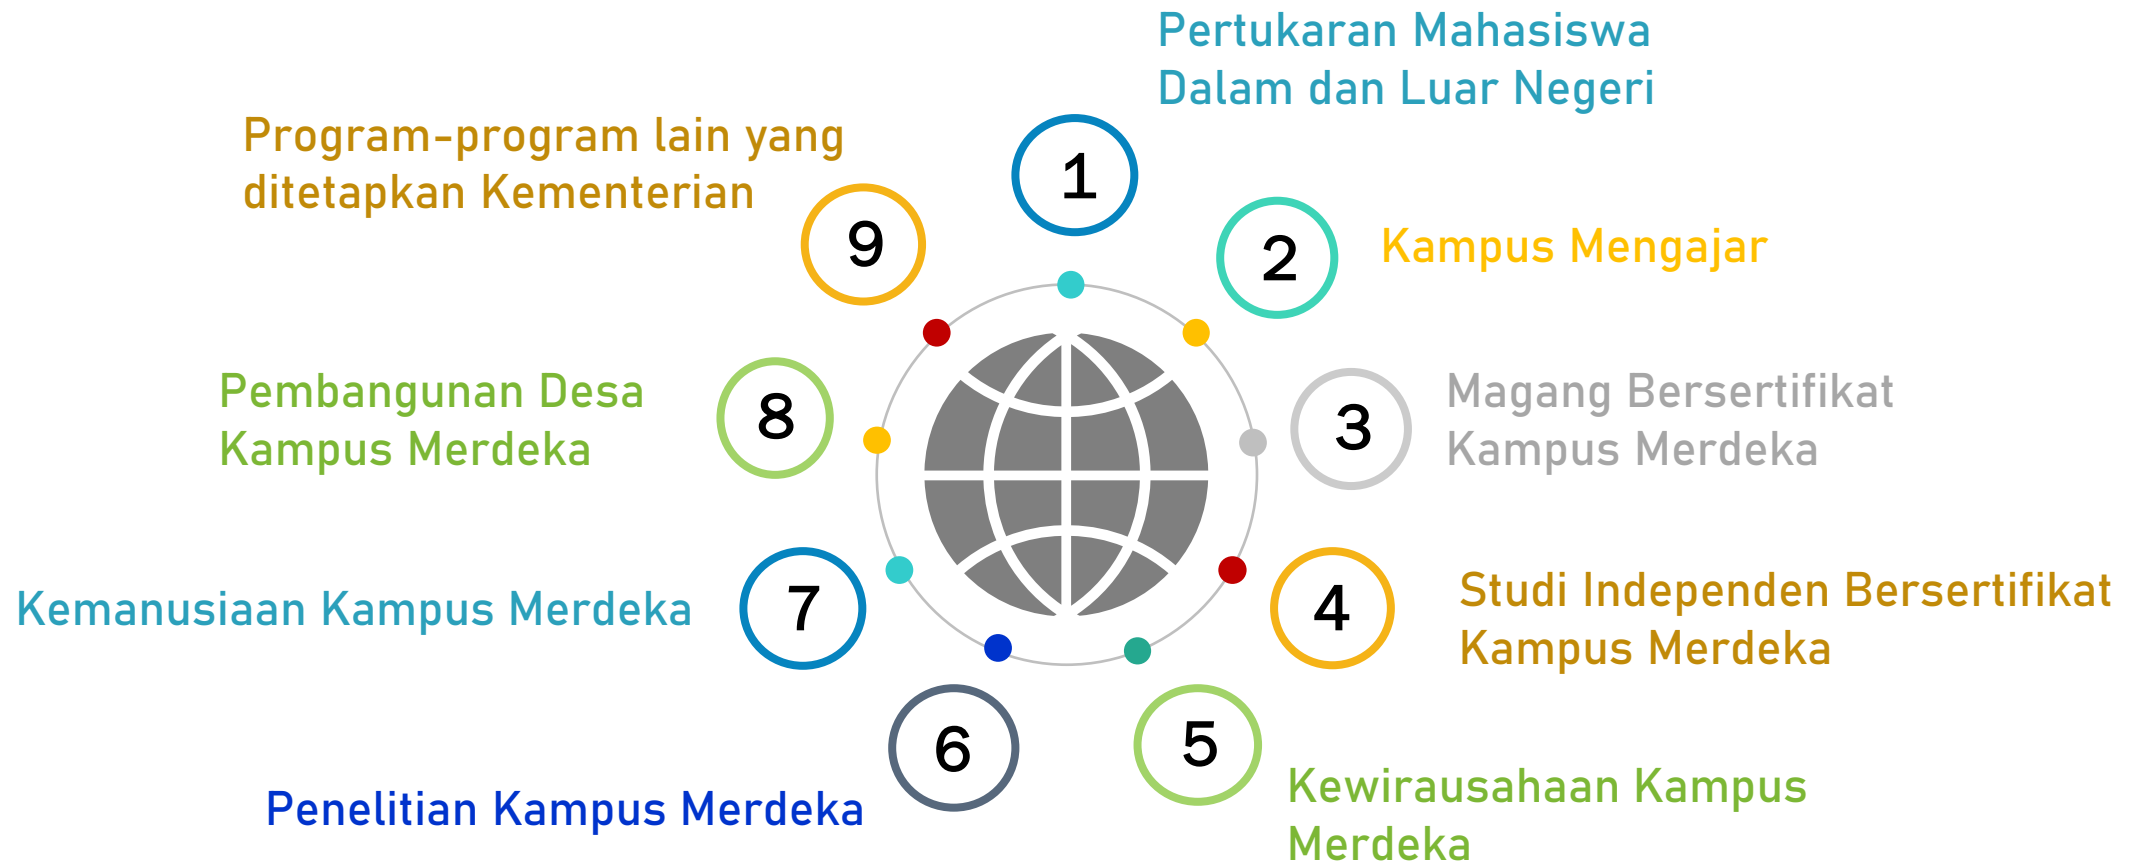 1
Pertukaran Mahasiswa
Dalam dan Luar Negeri
2
Kampus Mengajar
3
Magang Bersertifikat
Kampus Merdeka
4
Studi Independen Bersertifikat
Kampus Merdeka
5
Kewirausahaan Kampus
Merdeka
6
Penelitian Kampus Merdeka
7
Kemanusiaan Kampus Merdeka
8
Pembangunan Desa
Kampus Merdeka
9
Program-program lain yang
ditetapkan Kementerian